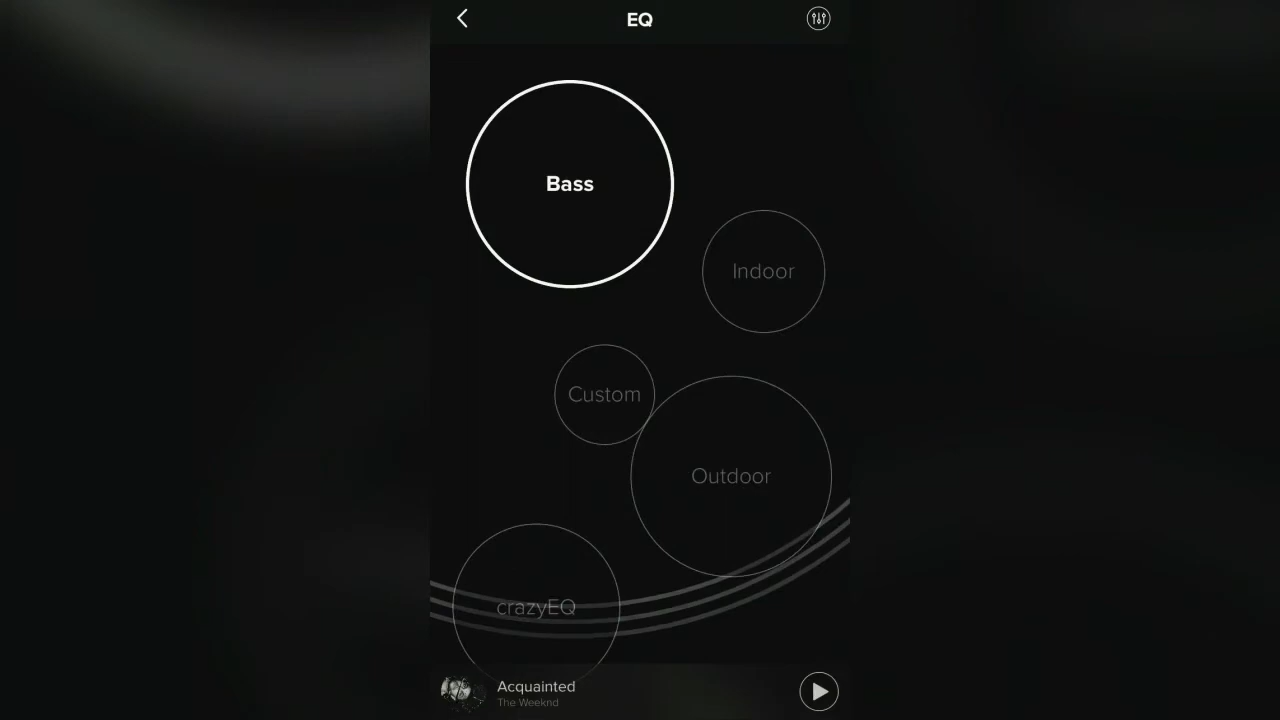 EQ
Bass
Indoor
Custom
Outdoor
crazyEQ
Acquainted
The Weeknd